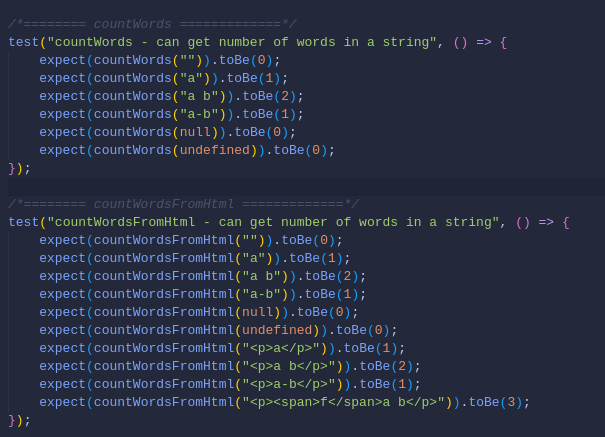 /*======== countWords =============*/
test("countWords - can get number of words in a string", () => {
    expect(countWords("")).toBe(0);
    expect(countWords("a")).toBe(1);
    expect(countWords("a b")).toBe(2);
    expect(countWords("a-b")).toBe(1);
    expect(countWords(null)).toBe(0);
    expect(countWords(undefined)).toBe(0);
});
/*======== countWordsFromHtml =============*/
test("countWordsFromHtml - can get number of words in a string", () => {
    expect(countWordsFromHtml("")).toBe(0);
    expect(countWordsFromHtml("a")).toBe(1);
    expect(countWordsFromHtml("a b")).toBe(2);
    expect(countWordsFromHtml("a-b")).toBe(1);
    expect(countWordsFromHtml(null)).toBe(0);
    expect(countWordsFromHtml(undefined)).toBe(0);
    expect(countWordsFromHtml("<p>a</p>")).toBe(1);
    expect(countWordsFromHtml("<p>a b</p>")).toBe(2);
    expect(countWordsFromHtml("<p>a-b</p>")).toBe(1);
    expect(countWordsFromHtml("<p><span>f</span>a b</p>")).toBe(3);
});